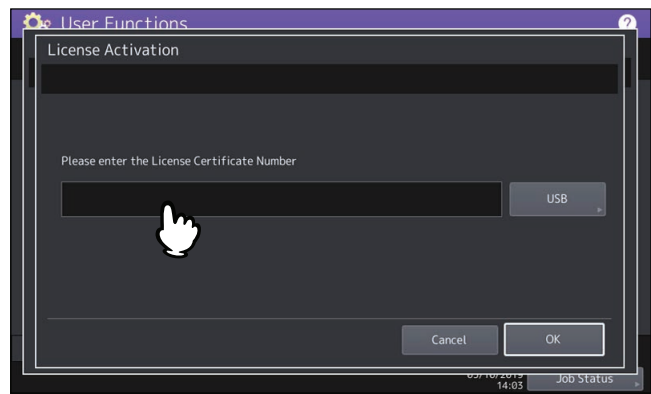 User Functions
?
License Activation
Please enter the License Certificate Number
USB
Cancel
OK
14:03
Job Status